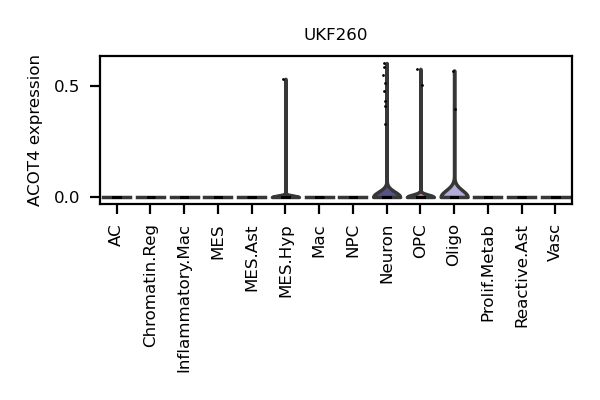 UKF260
ACOT4 expression
0.5
0.0
AC
Chromatin.Reg
Inflammatory.Mac
MES
MES.Ast
MES.Hyp
Mac
NPC
Neuron
OPC
Oligo
Prolif.Metab
Reactive.Ast
Vasc